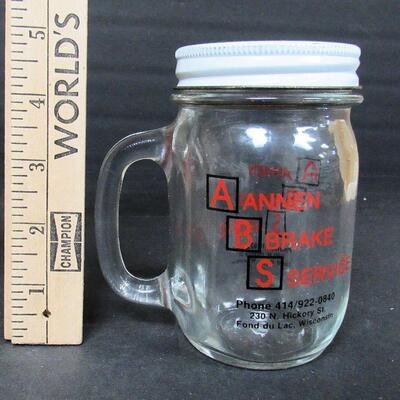 5
4
3
2
1
WORLD'S
CHAMPION
A AANNEN
B BRAKE
S SERVICE
Phone 414/922-0840
230 N. Hickory St.
Fond du Lac, Wisconsin